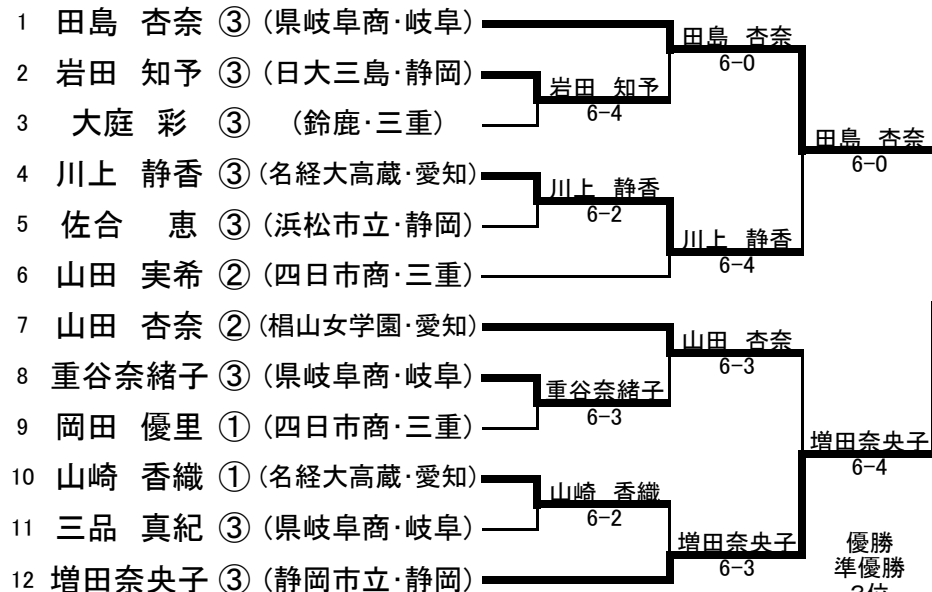 1 田島 杏奈 ③ (県岐阜商・岐阜)
2 岩田 知予 ③ (日大三島・静岡)
3 大庭 彩 ③ (鈴鹿・三重)
4 川上 静香 ③ (名経大高蔵・愛知)
5 佐合 恵 ③ (浜松市立・静岡)
6 山田 実希 ② (四日市商・三重)
7 山田 杏奈 ② (椙山女学園・愛知)
8 重谷奈緒子 ③ (県岐阜商・岐阜)
9 岡田 優里 ① (四日市商・三重)
10 山崎 香織 ① (名経大高蔵・愛知)
11 三品 真紀 ③ (県岐阜商・岐阜)
12 増田奈央子 ③ (静岡市立・静岡)
岩田 知予
6-4
川上 静香
6-2
重谷奈緒子
6-3
山崎 香織
6-2
田島 杏奈
6-0
川上 静香
6-4
山田 杏奈
6-3
増田奈央子
6-3
田島 杏奈
6-0
増田奈央子
6-4
優勝
準優勝
3位